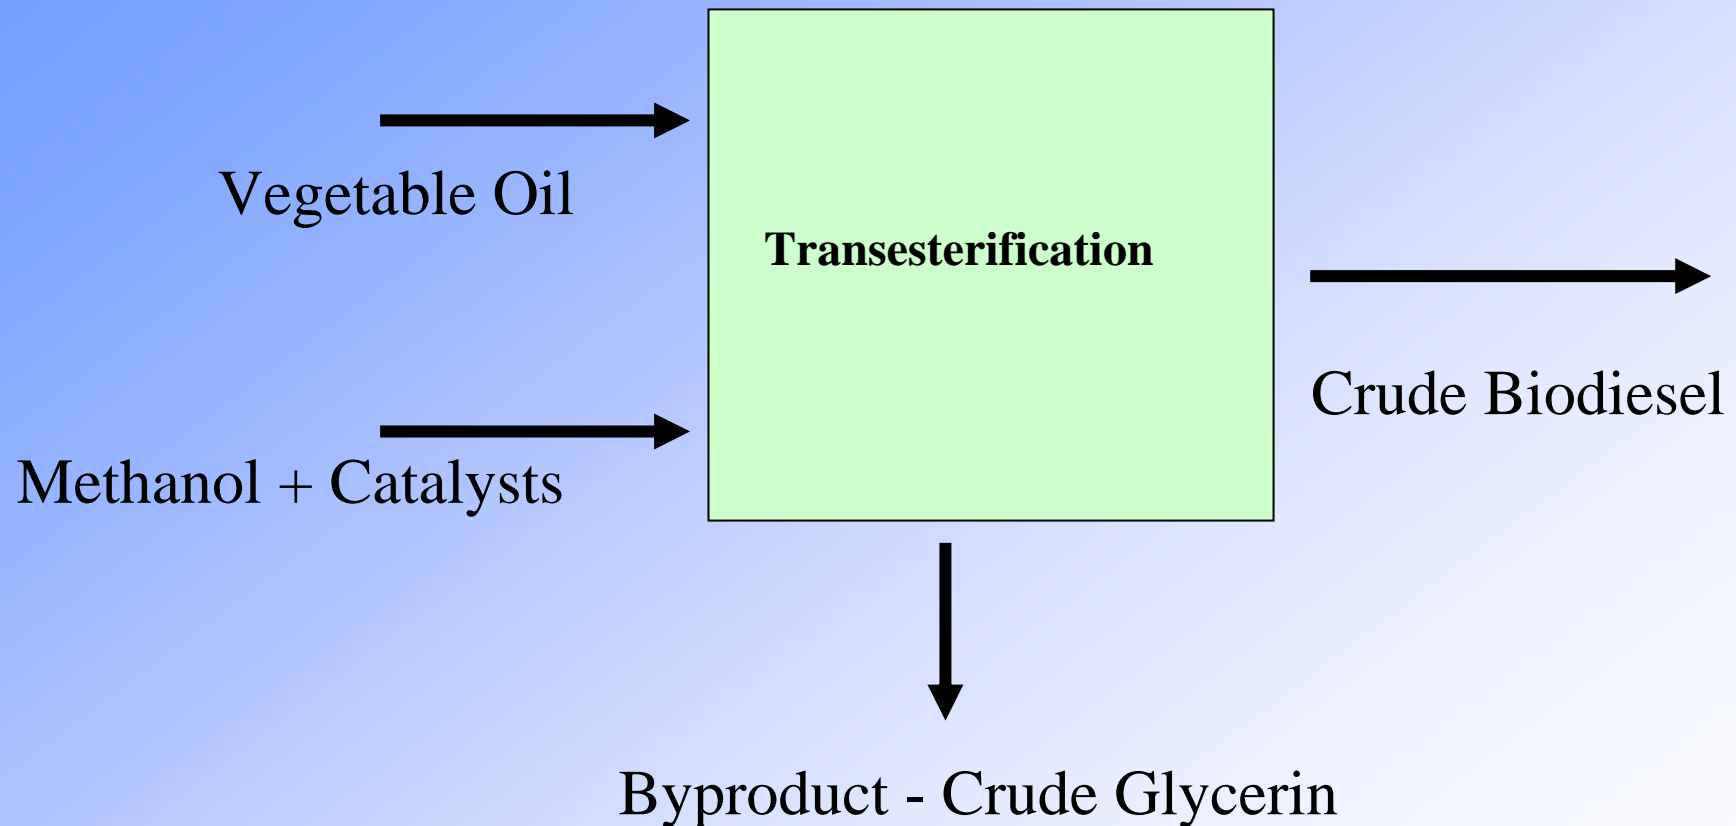 Vegetable Oil
Transesterification
Crude Biodiesel
Methanol + Catalysts
Byproduct - Crude Glycerin